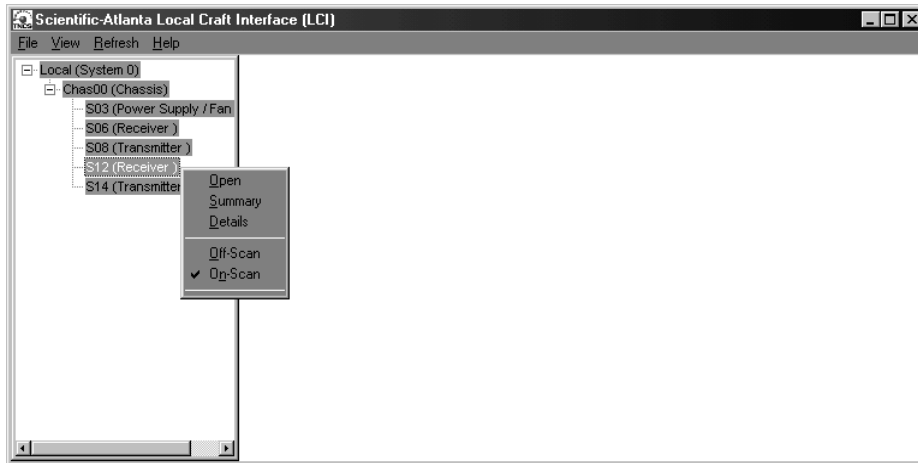 Scientific-Atlanta Local Craft Interface (LCI)
File View Refresh Help
Local (System 0)
Chas00 (Chassis)
S03 (Power Supply / Fan
S06 (Receiver )
S08 (Transmitter )
S12 (Receiver )
S14 (Transmitter
Open
Summary
Details
Off-Scan
On-Scan